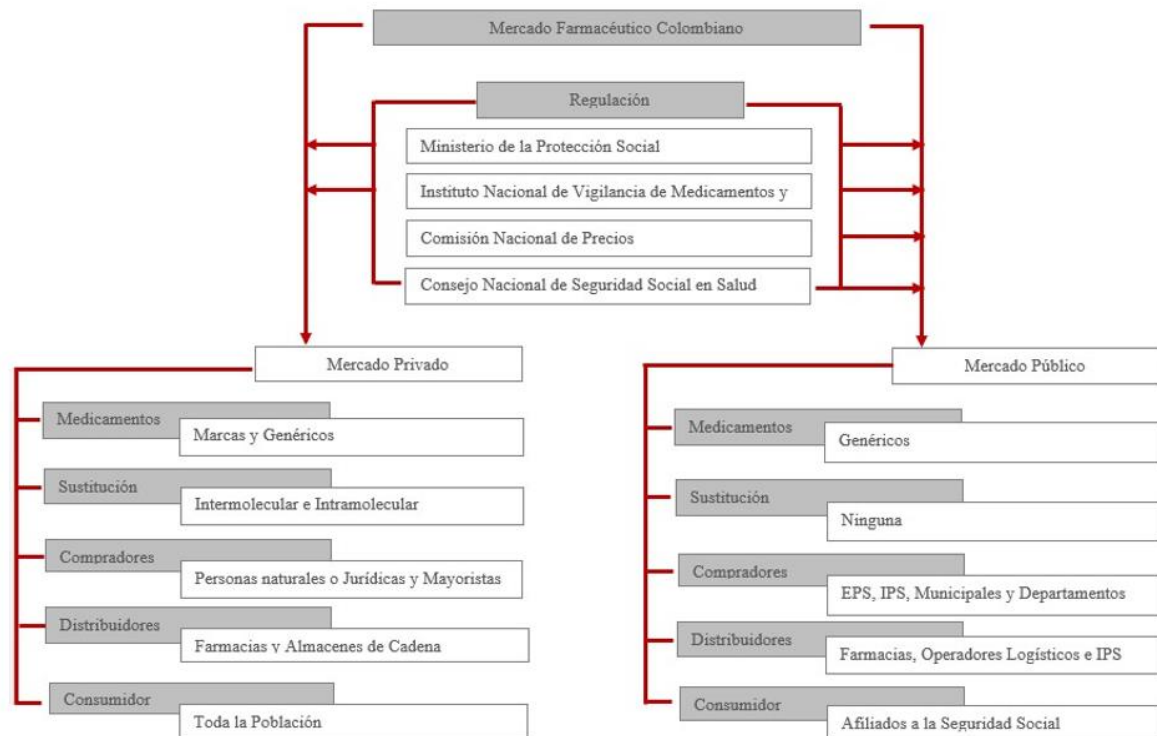 Mercado Farmacéutico Colombiano
Regulación
Ministerio de la Protección Social
Instituto Nacional de Vigilancia de Medicamentos y
Comisión Nacional de Precios
Consejo Nacional de Seguridad Social en Salud
Mercado Privado
Medicamentos
Marcas y Genéricos
Sustitución
Intermolecular e Intramolecular
Compradores
Personas naturales o Jurídicas y Mayoristas
Distribuidores
Farmacias y Almacenes de Cadena
Consumidor
Toda la Población
Mercado Público
Medicamentos
Genéricos
Sustitución
Ninguna
Compradores
EPS, IPS, Municipales y Departamentos
Distribuidores
Farmacias, Operadores Logísticos e IPS
Consumidor
Afiliados a la Seguridad Social